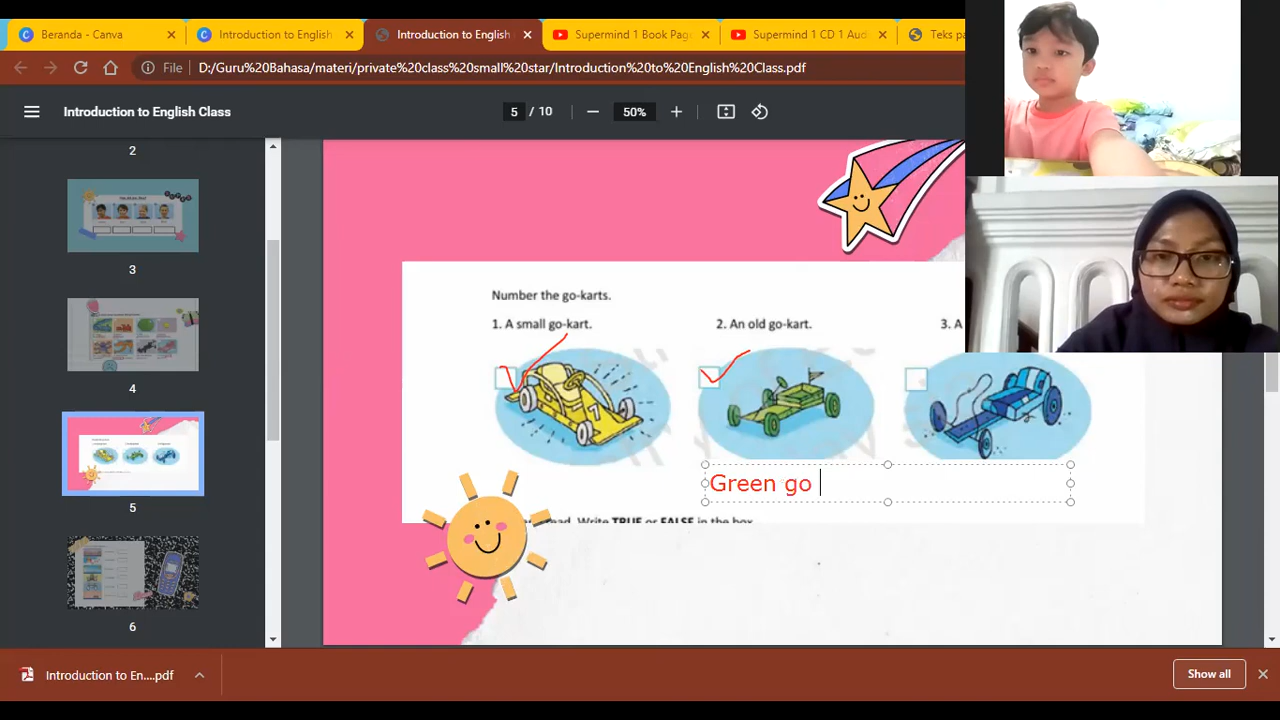 Beranda - Canva
Introduction to English
Introduction to English
Supermind 1 Book Pag
Supermind 1 CD 1 Aud
Teks pa
File D:/Guru%20Bahasa/materi/private%20class%20small%20star/Introduction%20to%20English%20Class.pdf
Introduction to English Class
5 / 10
50%
2
3
4
5
6
Number the go-karts.
1. A small go-kart.
2. An old go-kart.
3. A
7
Green go
read. Write TRUE or FALSE in the box.
Introduction to En....pdf
Show all